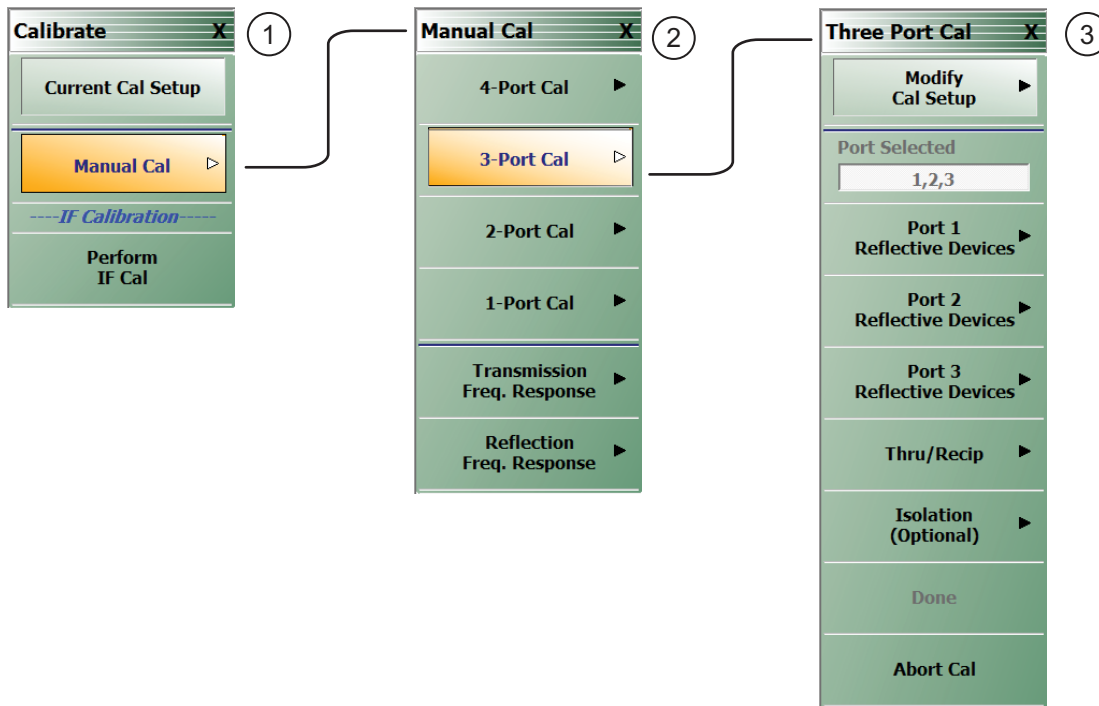 Calibrate X
1
Current Cal Setup
Manual Cal
----IF Calibration-----
Perform
IF Cal
Manual Cal X
2
4-Port Cal
3-Port Cal
2-Port Cal
1-Port Cal
Transmission
Freq. Response
Reflection
Freq. Response
Three Port Cal X
3
Modify
Cal Setup
Port Selected
1,2,3
Port 1
Reflective Devices
Port 2
Reflective Devices
Port 3
Reflective Devices
Thru/Recip
Isolation
(Optional)
Done
Abort Cal